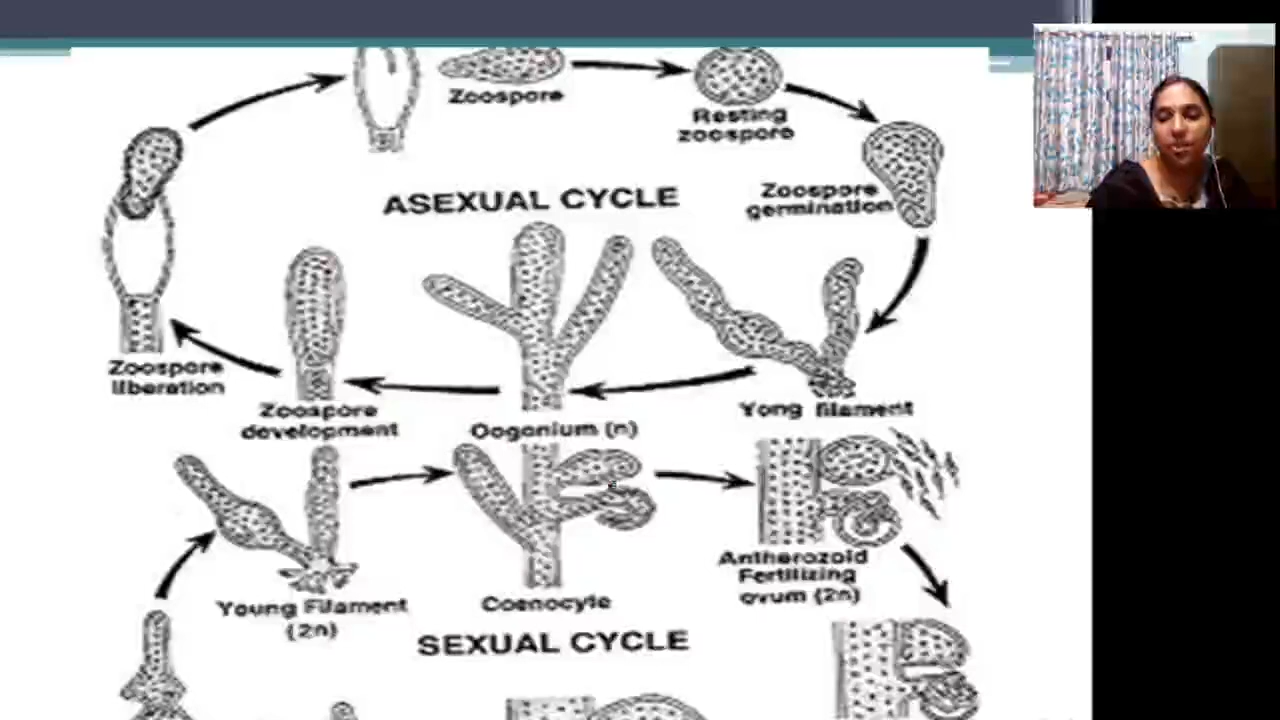 Zoospore
Resting
zoospore
ASEXUAL CYCLE
Zoospore
germination
Zoospore
liberation
Zoospore
development
Oogonium (n)
Yong filament
Young Filament
(2n)
Coenocyte
Antherozoid
Fertilizing
ovum (2n)
SEXUAL CYCLE